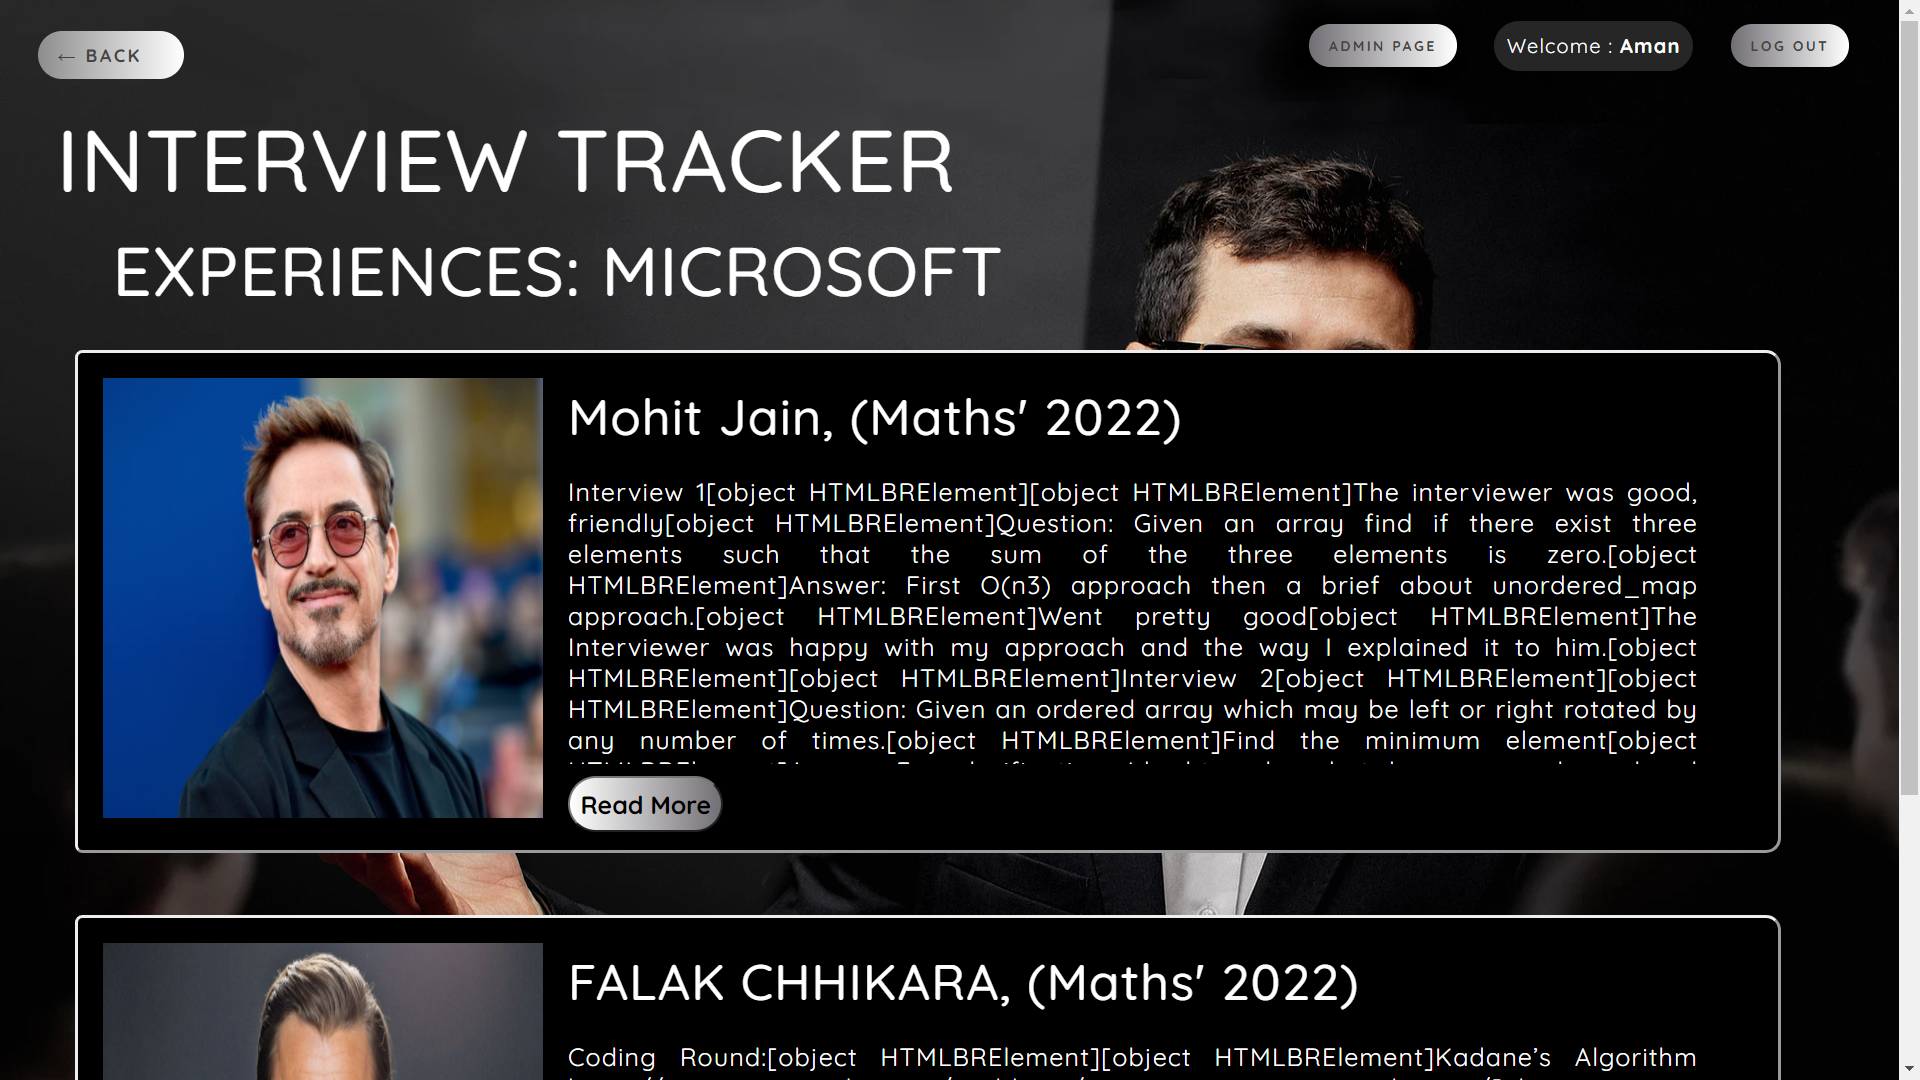 ← BACK
ADMIN PAGE
Welcome : Aman
LOG OUT
INTERVIEW TRACKER
EXPERIENCES: MICROSOFT
Mohit Jain, (Maths' 2022)
Interview 1[object HTMLBRElement][object HTMLBRElement]The interviewer was good,
friendly[object HTMLBRElement]Question: Given an array find if there exist three
elements such that the sum of the three elements is zero.[object
HTMLBRElement]Answer: First O(n3) approach then a brief about unordered_map
approach.[object HTMLBRElement]Went pretty good[object HTMLBRElement]The
Interviewer was happy with my approach and the way I explained it to him.[object
HTMLBRElement][object HTMLBRElement]Interview 2[object HTMLBRElement][object
HTMLBRElement]Question: Given an ordered array which may be left or right rotated by
any number of times.[object HTMLBRElement]Find the minimum element[object
Read More
FALAK CHHIKARA, (Maths' 2022)
Coding Round:[object HTMLBRElement][object HTMLBRElement]Kadane’s Algorithm